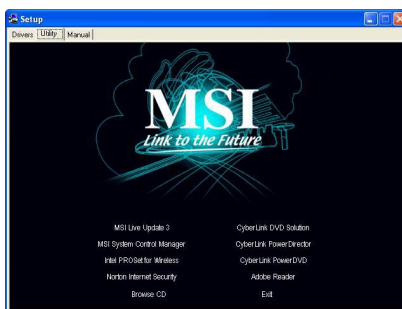 Setup
Drivers Utility Manual
MSI
Link to the Future
MSI Live Update 3
CyberLink DVD Solution
MSI System Control Manager
CyberLink PowerDirector
Intel PROSet for Wireless
CyberLink PowerDVD
Norton Internet Security
Adobe Reader
Browse CD
Exit